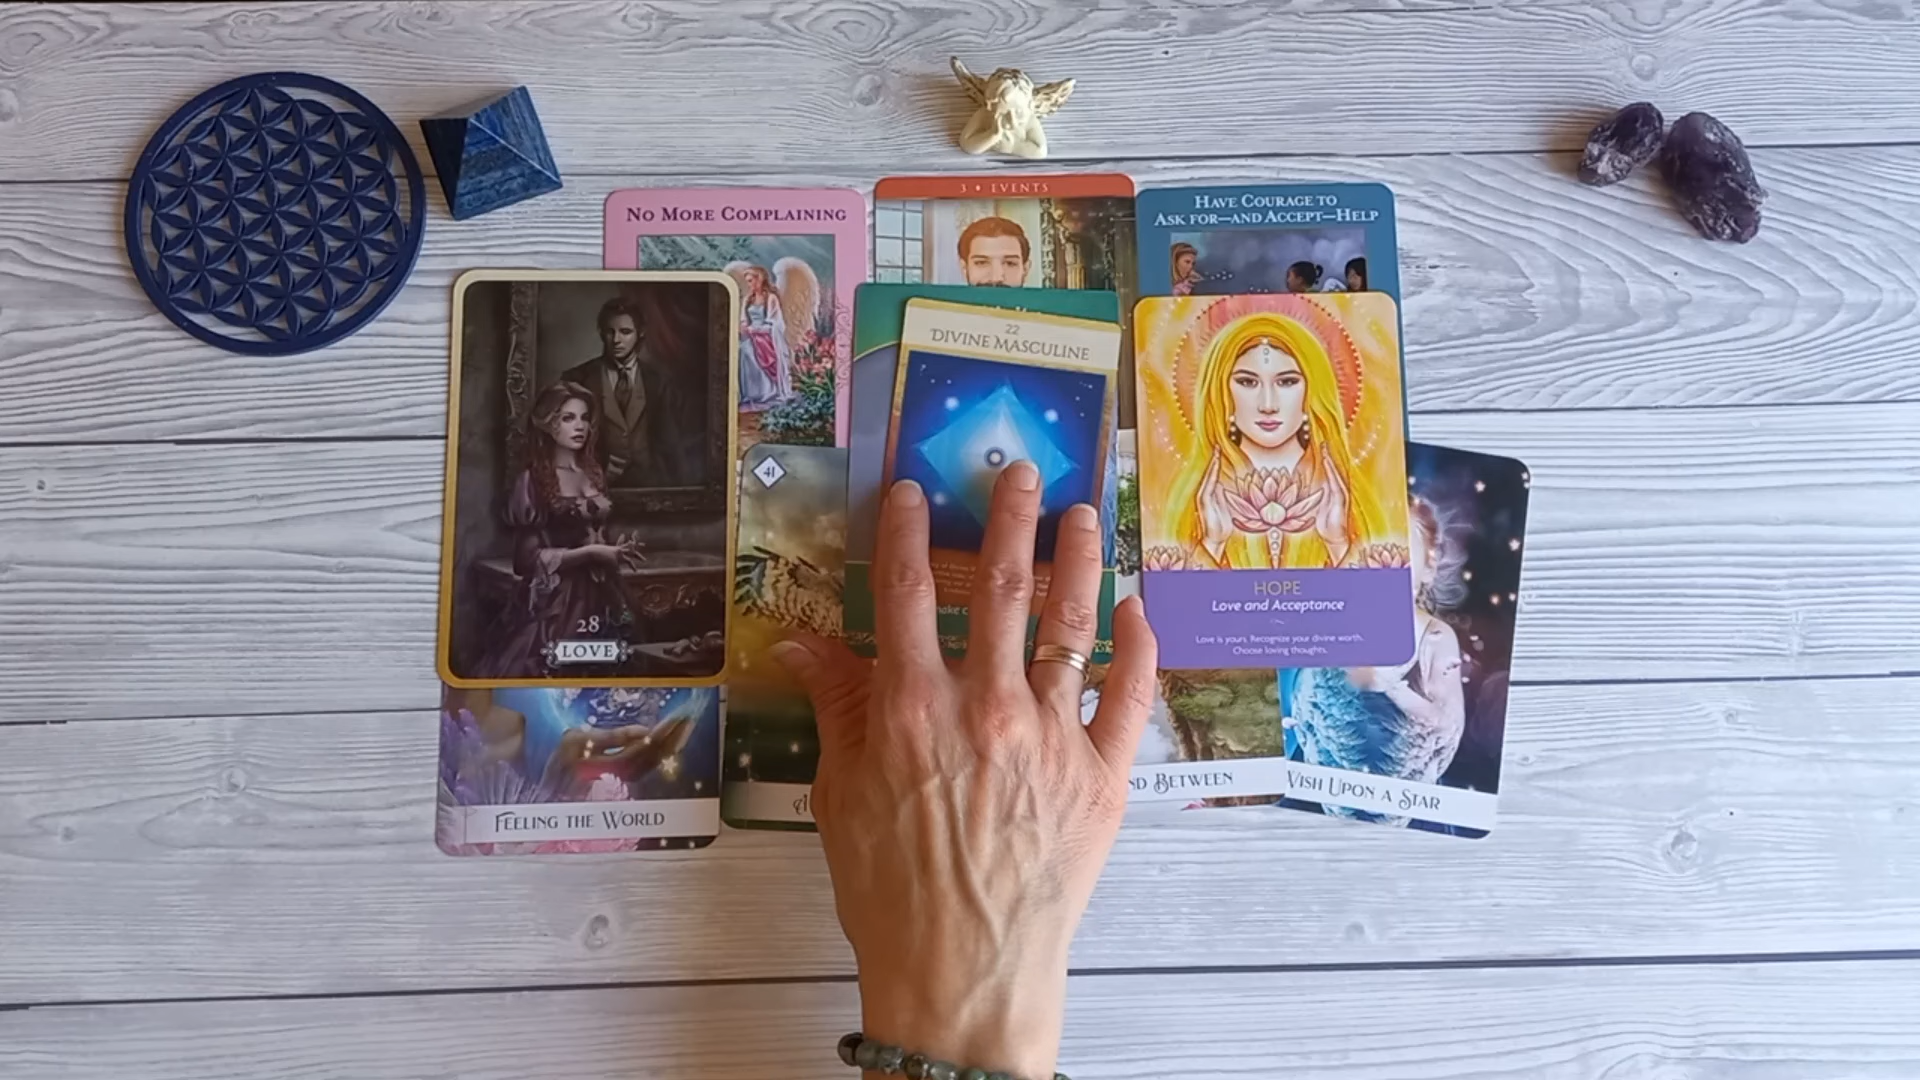 3 • EVENTS
No More Complaining
Have Courage to
Ask for—and Accept—Help
22
Divine Masculine
41
28
LOVE
HOPE
Love and Acceptance
Love is yours. Recognize your divine worth.
Choose loving thoughts.
Feeling the World
nd Between
Wish Upon a Star